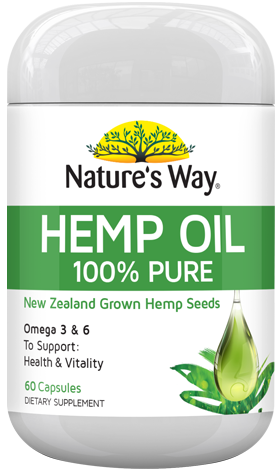 Nature's Way®
HEMP OIL
100% PURE
New Zealand Grown Hemp Seeds
Omega 3 & 6
To Support:
Health & Vitality
60 Capsules
DIETARY SUPPLEMENT